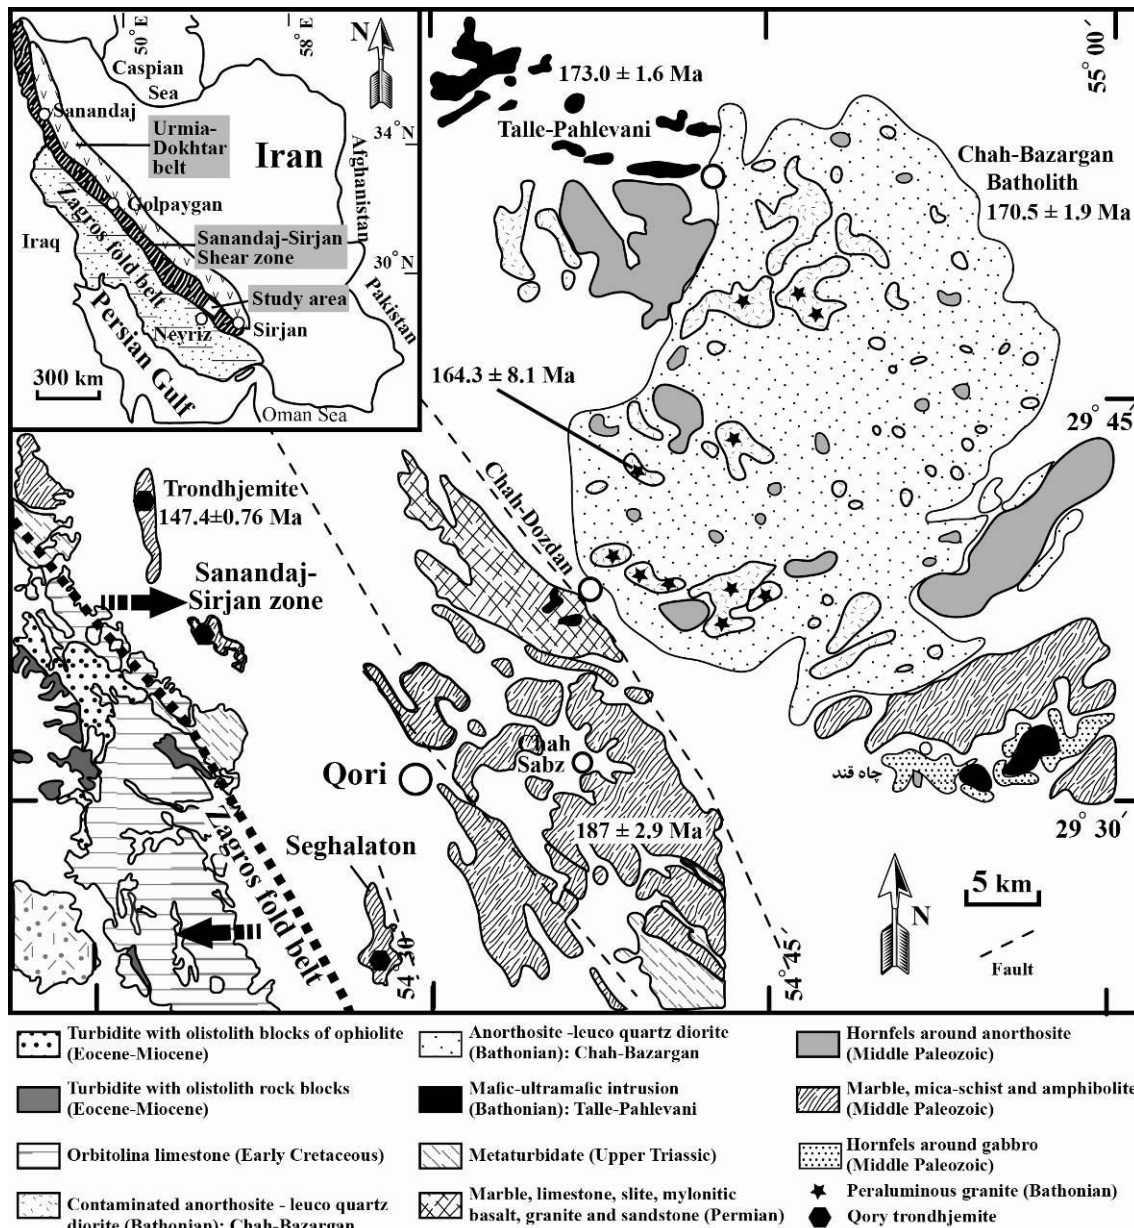 50° E
58° E
N
Caspian
Sea
Sanandaj
Urmia-
Dokhtar
belt
Iran
34° N
Afghanistan
Zagros fold belt
Golpaygan
Iraq
Sanandaj-Sirjan
Shear zone
30° N
Study area
Pakistan
Neyriz
Sirjan
Persian Gulf
300 km
Oman Sea
173.0 ± 1.6 Ma
Talle-Pahlevani
55° 00′
Chah-Bazargan
Batholith
170.5 ± 1.9 Ma
164.3 ± 8.1 Ma
29° 45′
Chah-Dozdan
Trondhjemite
147.4±0.76 Ma
Sanandaj-
Sirjan zone
Chah
Sabz
Qori
چاه قند
187 ± 2.9 Ma
29° 30′
Seghalaton
Zagros fold belt
5 km
N
Fault
54° 30′
54° 45′
Turbidite with olistolith blocks of ophiolite
(Eocene-Miocene)
Turbidite with olistolith rock blocks
(Eocene-Miocene)
Orbitolina limestone (Early Cretaceous)
Contaminated anorthosite - leuco quartz
diorite (Bathonian): Chah-Bazargan
Anorthosite -leuco quartz diorite
(Bathonian): Chah-Bazargan
Mafic-ultramafic intrusion
(Bathonian): Talle-Pahlevani
Metaturbidate (Upper Triassic)
Marble, limestone, slite, mylonitic
basalt, granite and sandstone (Permian)
Hornfels around anorthosite
(Middle Paleozoic)
Marble, mica-schist and amphibolite
(Middle Paleozoic)
Hornfels around gabbro
(Middle Paleozoic)
Peraluminous granite (Bathonian)
Qory trondhjemite